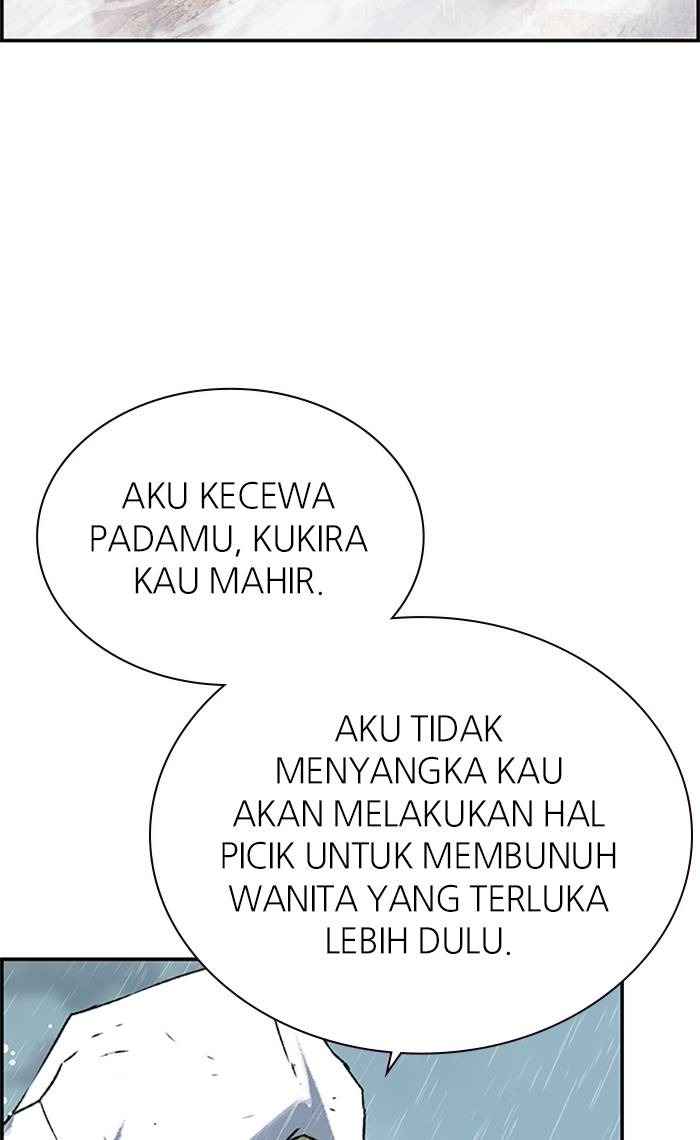 AKU KECEWA
PADAMU, KUKIRA
KAU MAHIR.
AKU TIDAK
MENYANGKA KAU
AKAN MELAKUKAN HAL
PICIK UNTUK MEMBUNUH
WANITA YANG TERLUKA
LEBIH DULU.